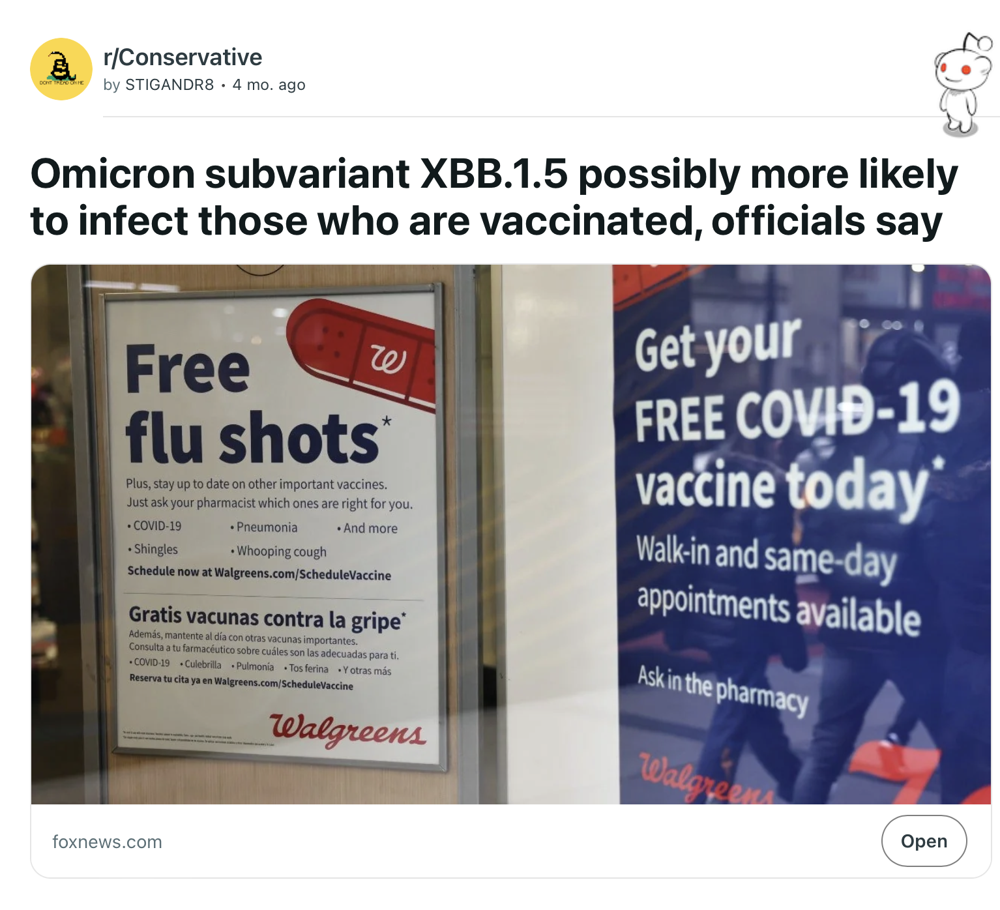 r/Conservative
by STIGANDR8 • 4 mo. ago
DONT TREAD ON ME
Omicron subvariant XBB.1.5 possibly more likely
to infect those who are vaccinated, officials say
Free
flu shots*
Plus, stay up to date on other important vaccines.
Just ask your pharmacist which ones are right for you.
• COVID-19 • Pneumonia • And more
• Shingles • Whooping cough
Schedule now at Walgreens.com/ScheduleVaccine
Gratis vacunas contra la gripe*
Además, mantente al día con otras vacunas importantes.
Consulta a tu farmacéutico sobre cuáles son las adecuadas para ti.
• COVID-19 • Culebrilla • Pulmonía • Tos ferina • Y otras más
Reserva tu cita ya en Walgreens.com/ScheduleVaccine
Walgreens
Get your
FREE COVID-19
vaccine today*
Walk-in and same-day
appointments available
Ask in the pharmacy
Walgreens
foxnews.com
Open